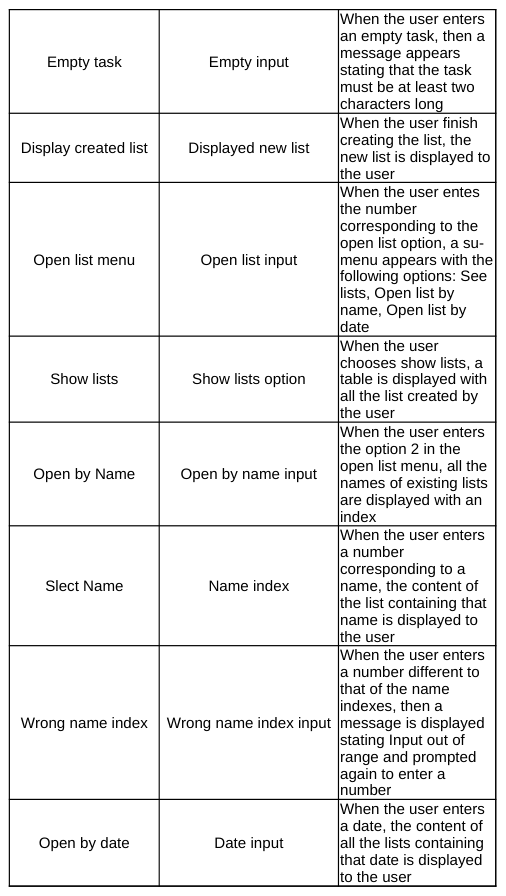 Empty task
Empty input
When the user enters
an empty task, then a
message appears
stating that the task
must be at least two
characters long
Display created list
Displayed new list
When the user finish
creating the list, the
new list is displayed to
the user
Open list menu
Open list input
When the user entes
the number
corresponding to the
open list option, a su-
menu appears with the
following options: See
lists, Open list by
name, Open list by
date
Show lists
Show lists option
When the user
chooses show lists, a
table is displayed with
all the list created by
the user
Open by Name
Open by name input
When the user enters
the option 2 in the
open list menu, all the
names of existing lists
are displayed with an
index
Slect Name
Name index
When the user enters
a number
corresponding to a
name, the content of
the list containing that
name is displayed to
the user
Wrong name index
Wrong name index input
When the user enters
a number different to
that of the name
indexes, then a
message is displayed
stating Input out of
range and prompted
again to enter a
number
Open by date
Date input
When the user enters
a date, the content of
all the lists containing
that date is displayed
to the user